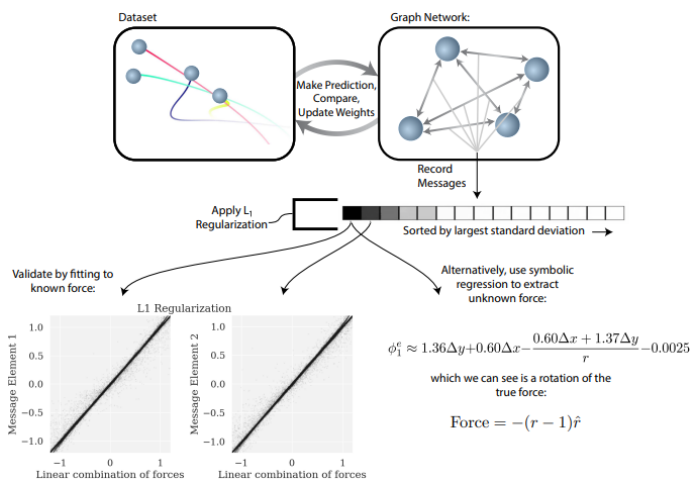 Dataset
Graph Network:
Make Prediction,
Compare,
Update Weights
Record
Messages
Apply L₁
Regularization
Sorted by largest standard deviation
Validate by fitting to
known force:
Alternatively, use symbolic
regression to extract
unknown force:
L1 Regularization
Message Element 1
1.0
0.5
0.0
−0.5
−1.0
−1
0
1
Linear combination of forces
Message Element 2
1.0
0.5
0.0
−0.5
−1.0
−1
0
1
Linear combination of forces
ϕ₁ᵉ ≈ 1.36Δy+0.60Δx−(0.60Δx + 1.37Δy)/r−0.0025
which we can see is a rotation of the
true force:
Force = −(r − 1)r̂